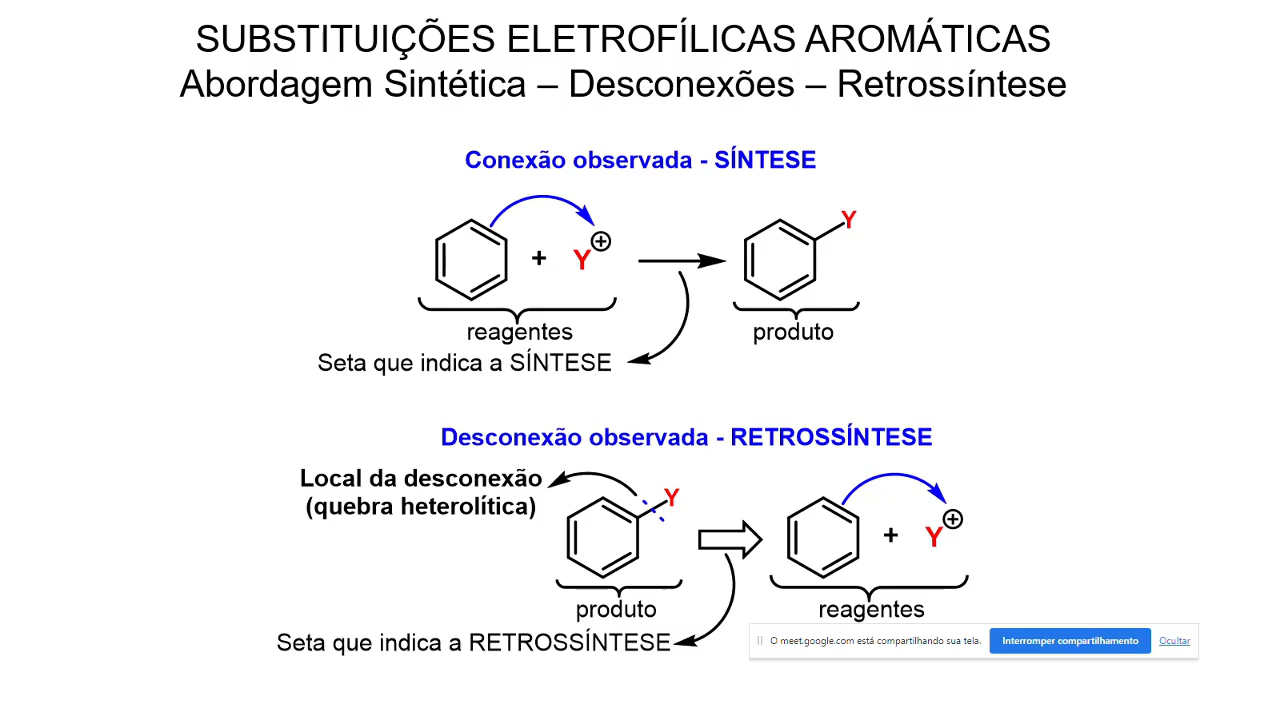 SUBSTITUIÇÕES ELETROFÍLICAS AROMÁTICAS
Abordagem Sintética – Desconexões – Retrossíntese
Conexão observada - SÍNTESE
+ Y⊕
Y
reagentes
produto
Seta que indica a SÍNTESE
Desconexão observada - RETROSSÍNTESE
Local da desconexão
(quebra heterolítica)
Y
+ Y⊕
produto
reagentes
Seta que indica a RETROSSÍNTESE
O meet.google.com está compartilhando sua tela.
Interromper compartilhamento
Ocultar